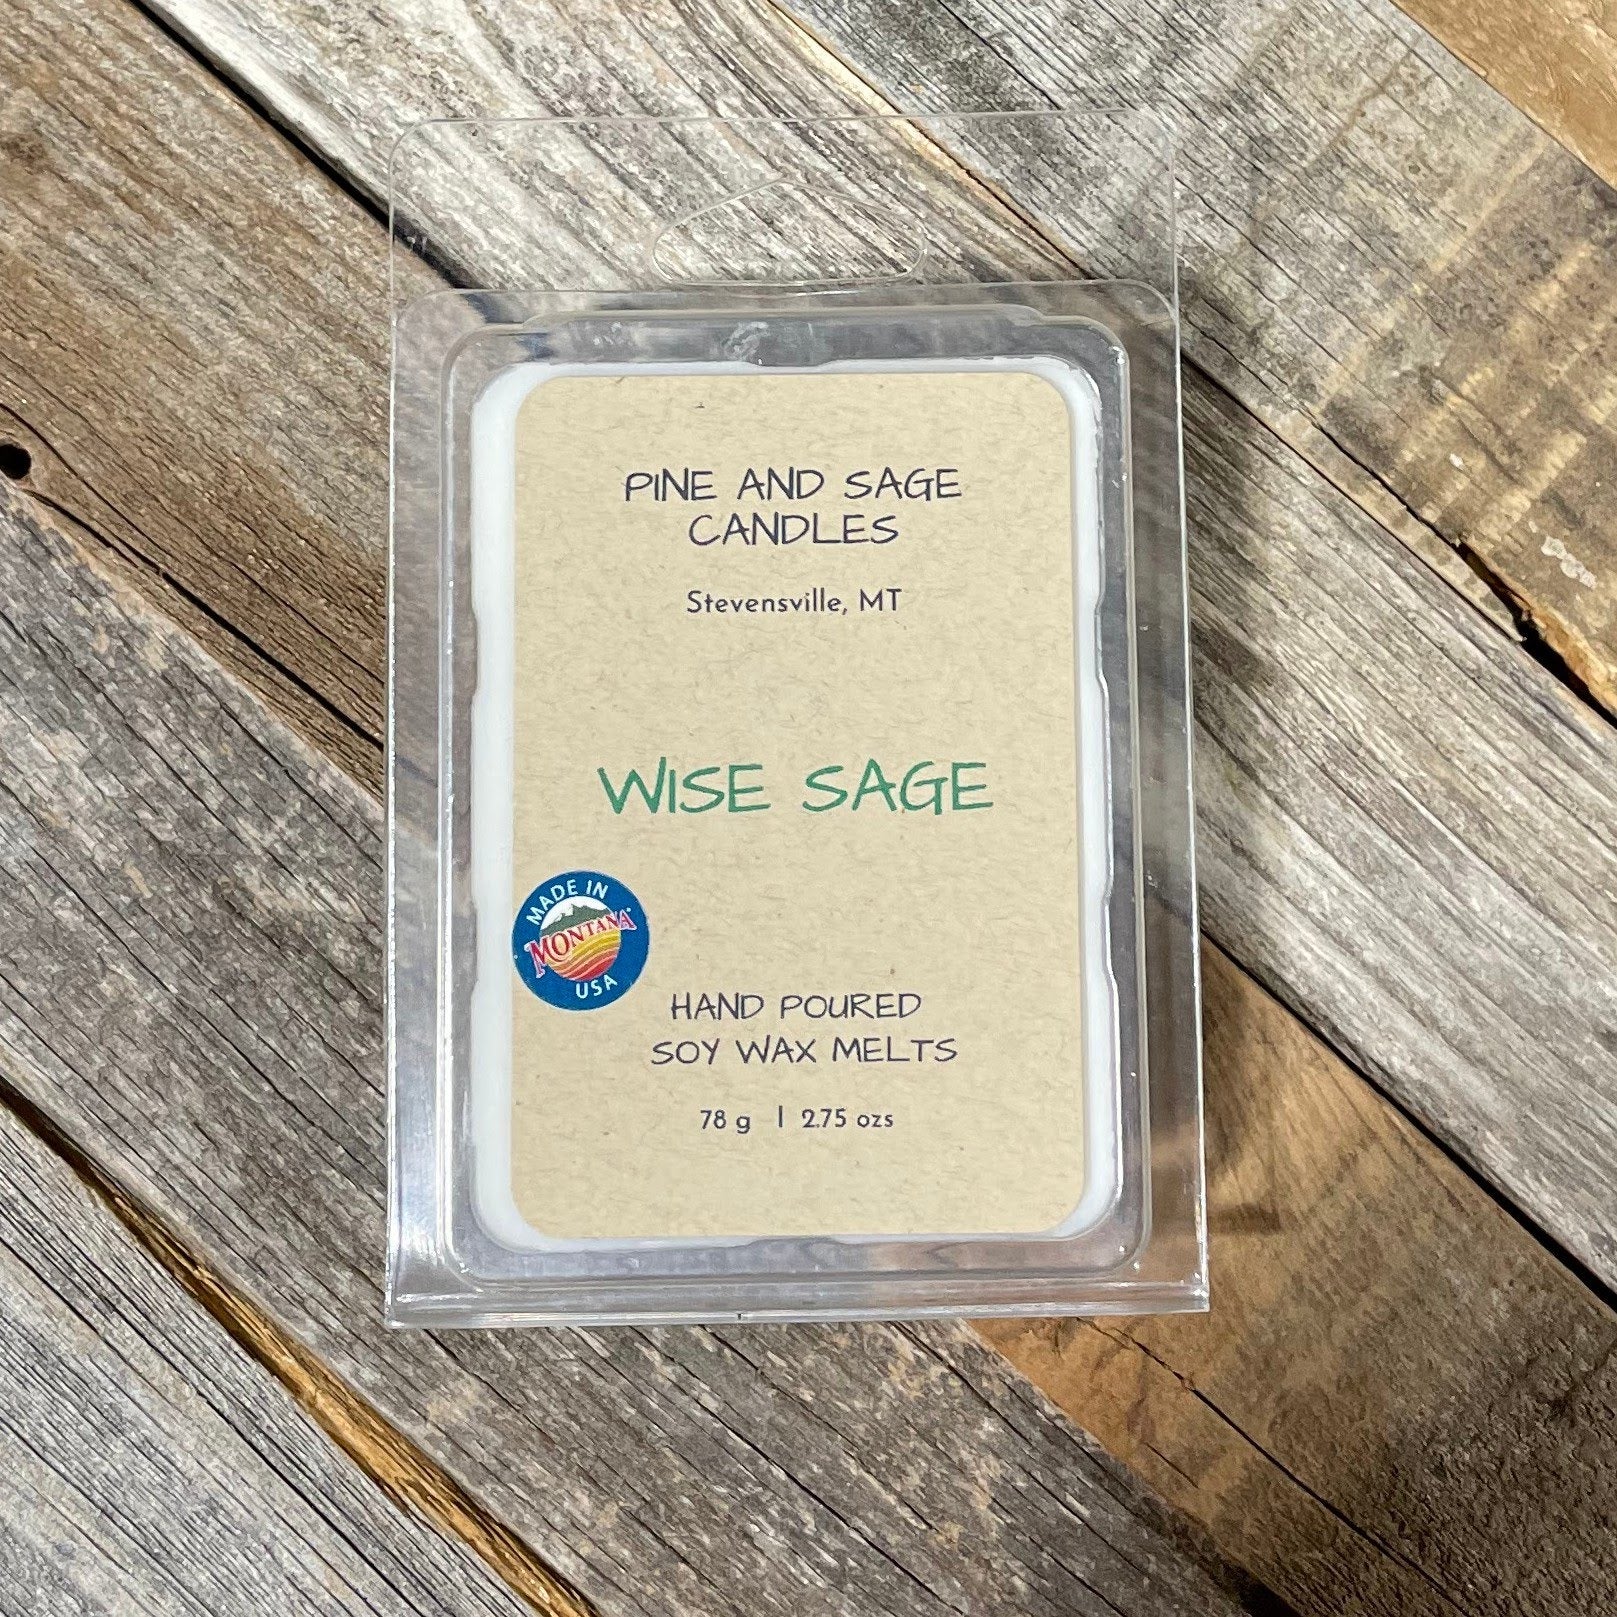 PINE AND SAGE
CANDLES
Stevensville, MT
WISE SAGE
MADE IN
MONTANA
USA
HAND POURED
SOY WAX MELTS
78 g | 2.75 ozs